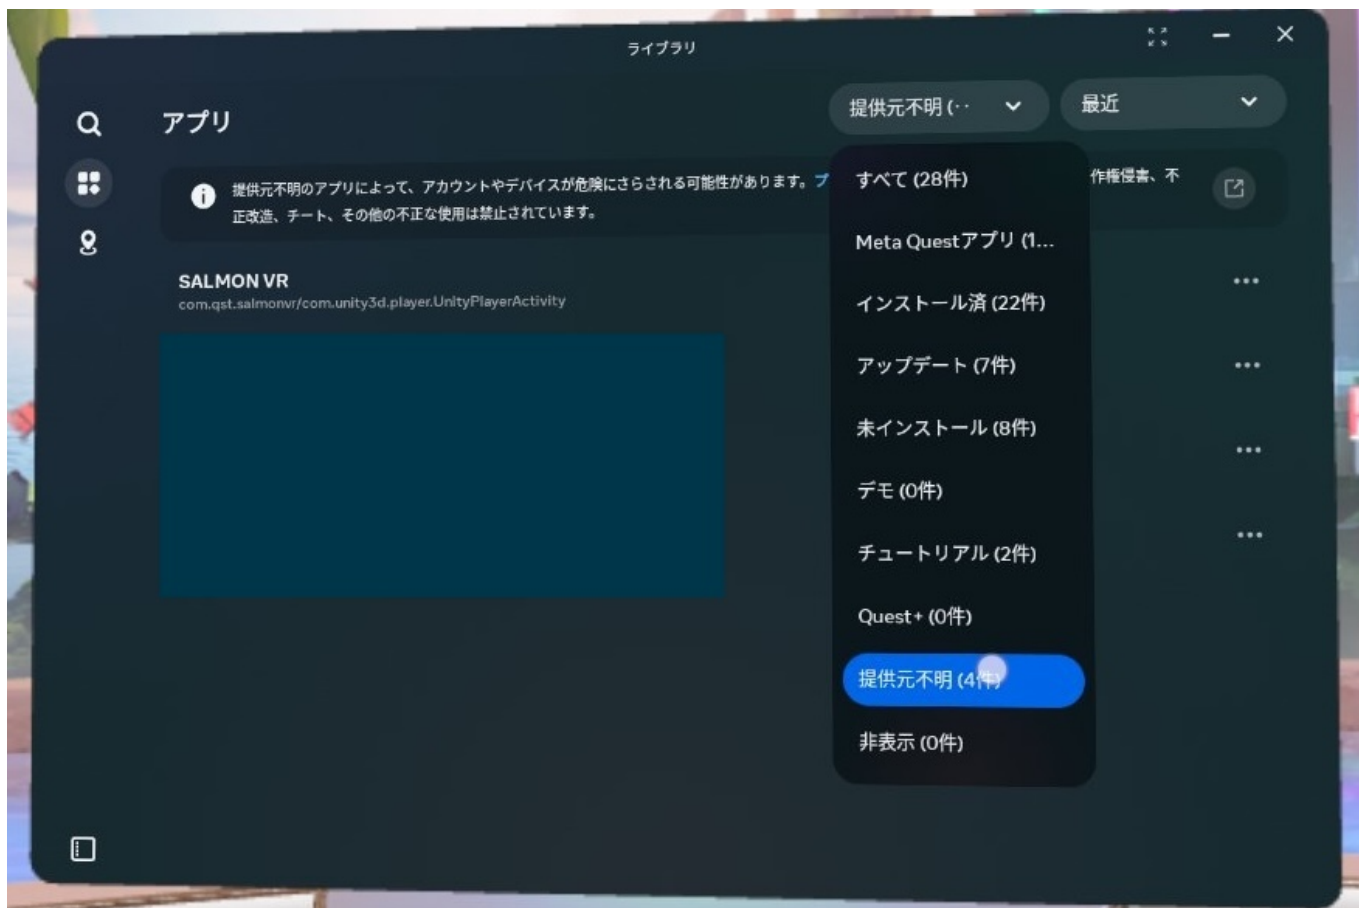 ライブラリ
アプリ
提供元不明 (··
最近
提供元不明のアプリによって、アカウントやデバイスが危険にさらされる可能性があります。プ
作権侵害、不
正改造、チート、その他の不正な使用は禁止されています。
SALMON VR
com.qst.salmonvr/com.unity3d.player.UnityPlayerActivity
すべて (28件)
Meta Questアプリ (1...
インストール済 (22件)
アップデート (7件)
未インストール (8件)
デモ (0件)
チュートリアル (2件)
Quest+ (0件)
提供元不明 (4件)
非表示 (0件)